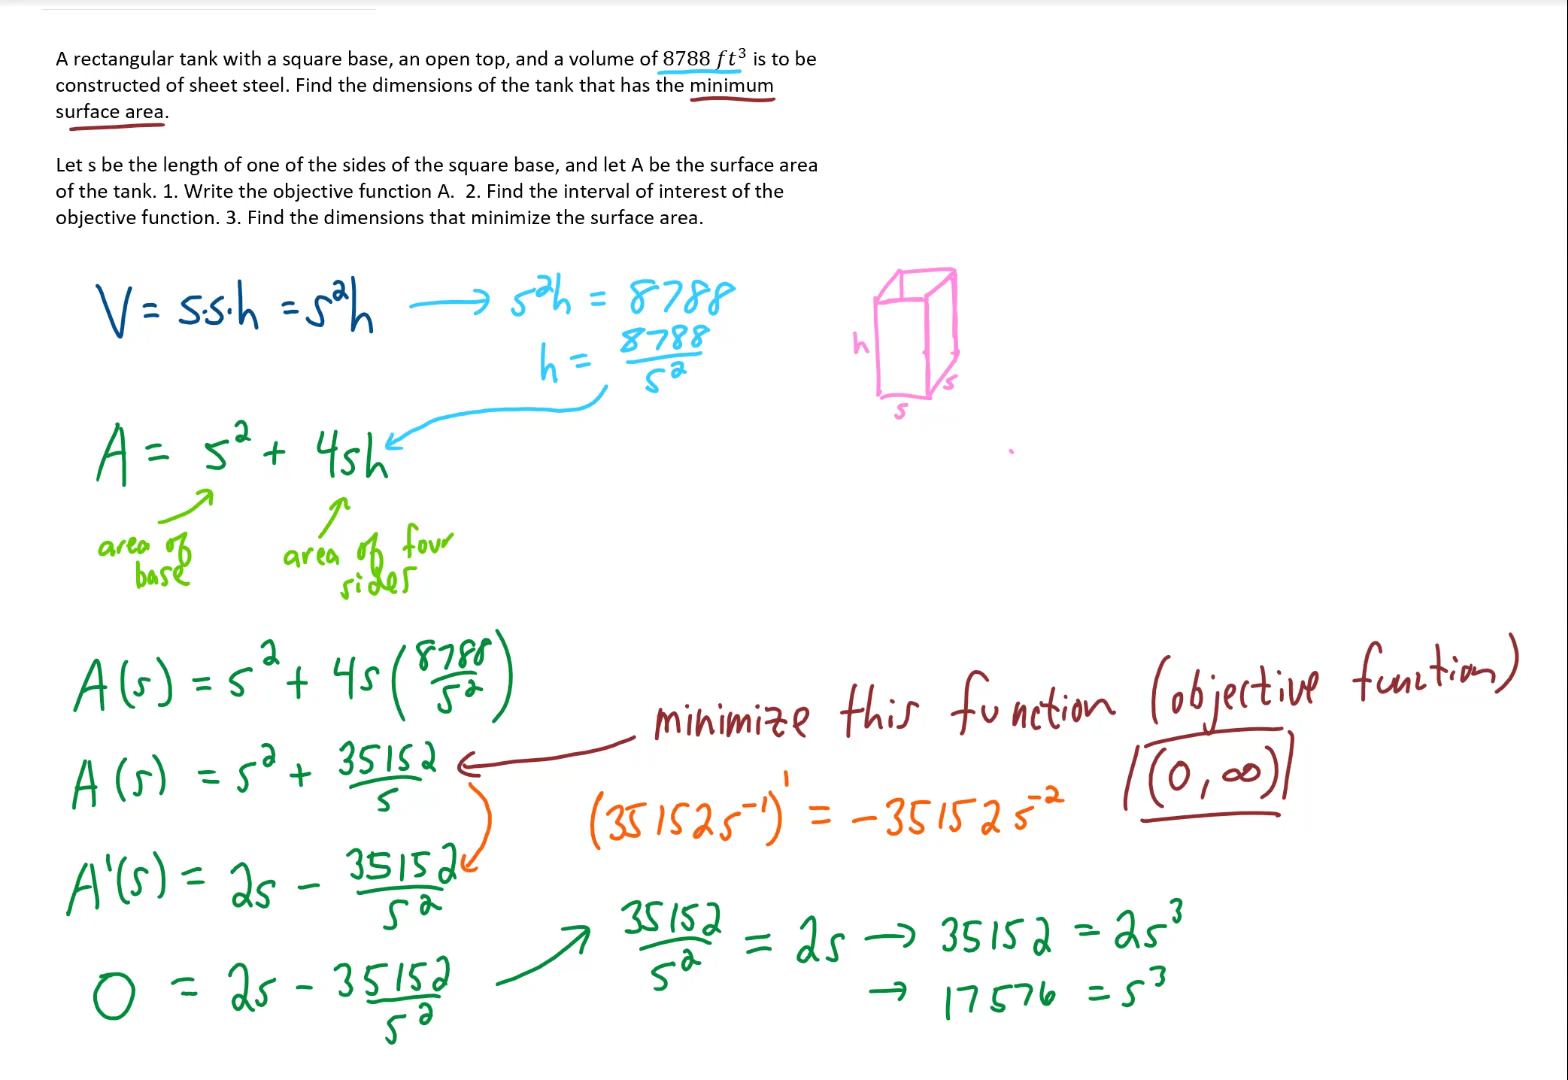 A rectangular tank with a square base, an open top, and a volume of 8788 ft³ is to be
constructed of sheet steel. Find the dimensions of the tank that has the minimum
surface area.
Let s be the length of one of the sides of the square base, and let A be the surface area
of the tank. 1. Write the objective function A.  2. Find the interval of interest of the
objective function. 3. Find the dimensions that minimize the surface area.
V = s·s·h = s²h → s²h = 8788
h = 8788/s²
h
s
s
A = s² + 4sh
area of base
area of four sides
A(s) = s² + 4s(8788/s²)
minimize this function (objective function)
A(s) = s² + 35152/s
(0, ∞)
(35152s⁻¹)' = -35152s⁻²
A'(s) = 2s - 35152/s²
35152/s² = 2s → 35152 = 2s³
0 = 2s - 35152/s²
→ 17576 = s³